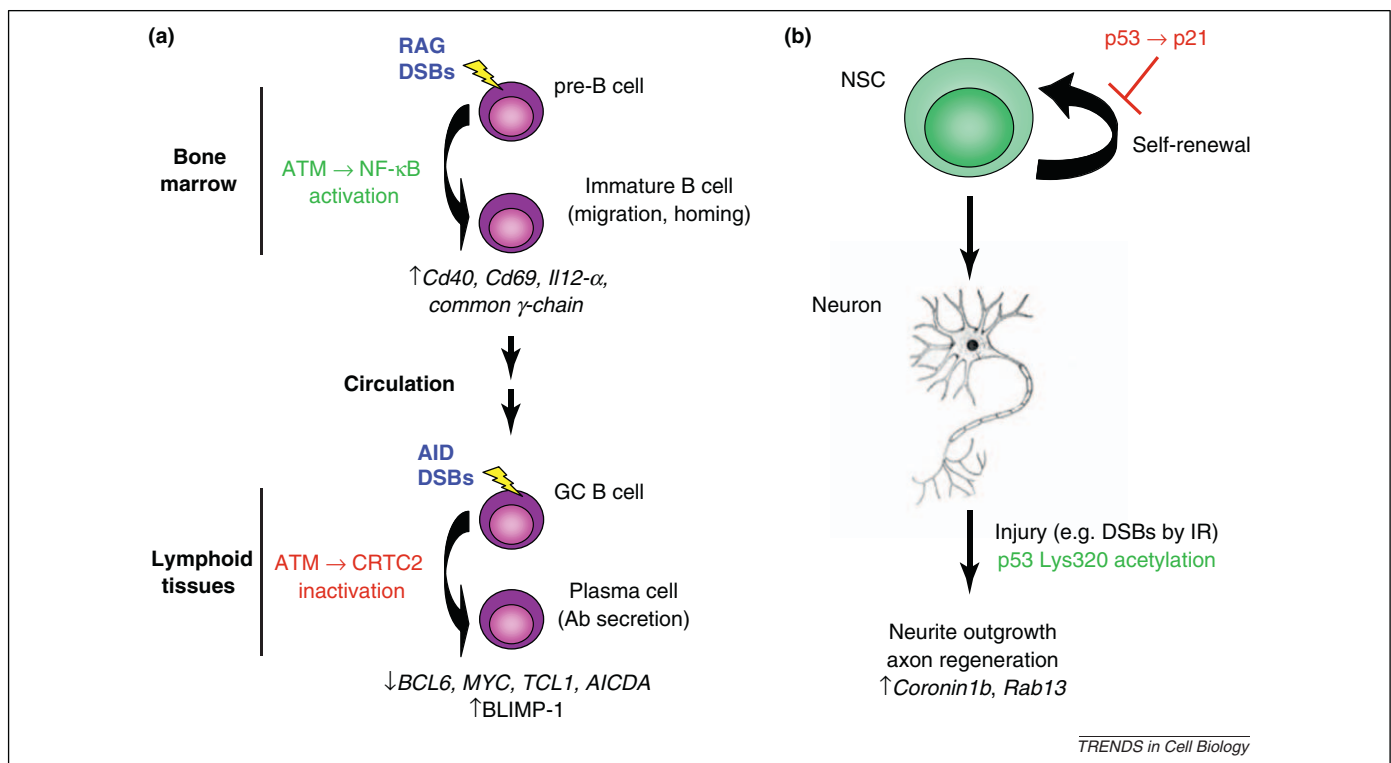 (a)
RAG
DSBs
pre-B cell
Bone
marrow
ATM → NF-κB
activation
Immature B cell
(migration, homing)
↑Cd40, Cd69, Il12-α,
common γ-chain
Circulation
AID
DSBs
GC B cell
Lymphoid
tissues
ATM → CRTC2
inactivation
Plasma cell
(Ab secretion)
↓BCL6, MYC, TCL1, AICDA
↑BLIMP-1
(b)
p53 → p21
NSC
Self-renewal
Neuron
Injury (e.g. DSBs by IR)
p53 Lys320 acetylation
Neurite outgrowth
axon regeneration
↑Coronin1b, Rab13
TRENDS in Cell Biology